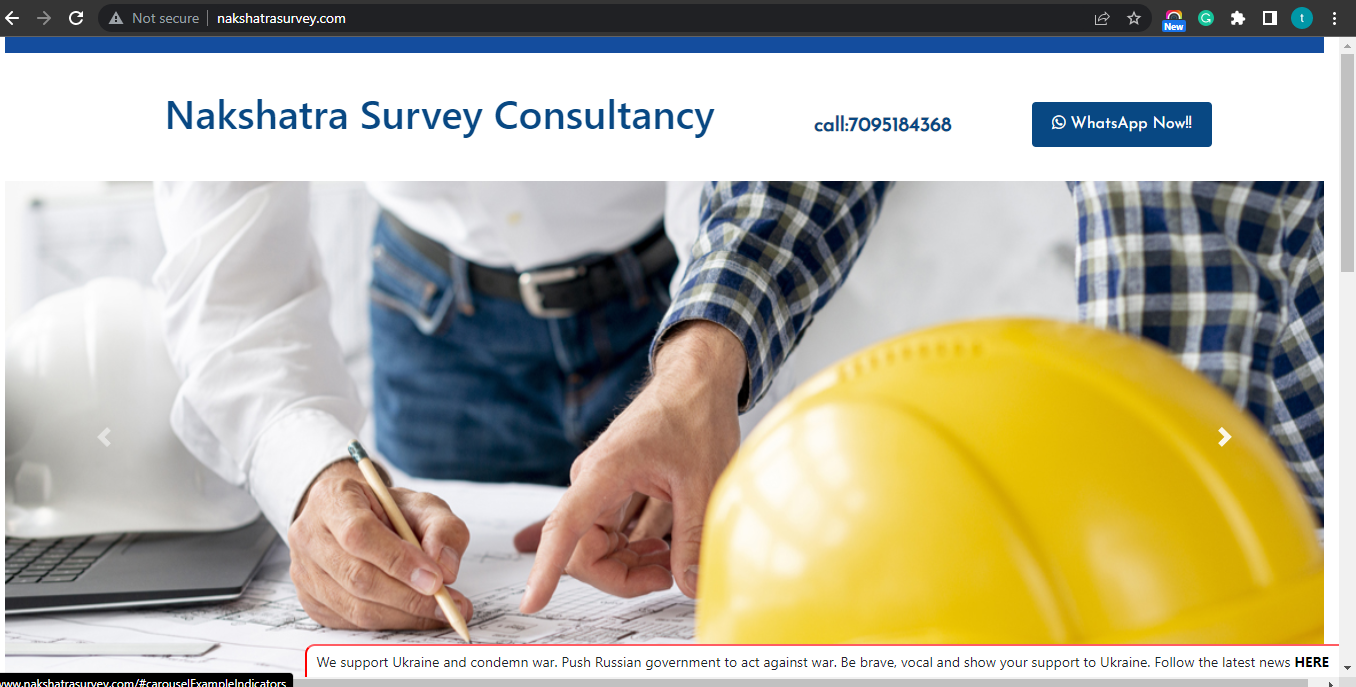 Not secure | nakshatrasurvey.com
New
t
Nakshatra Survey Consultancy
call:7095184368
WhatsApp Now!!
We support Ukraine and condemn war. Push Russian government to act against war. Be brave, vocal and show your support to Ukraine. Follow the latest news HERE
www.nakshatrasurvey.com/#carouselExampleIndicators